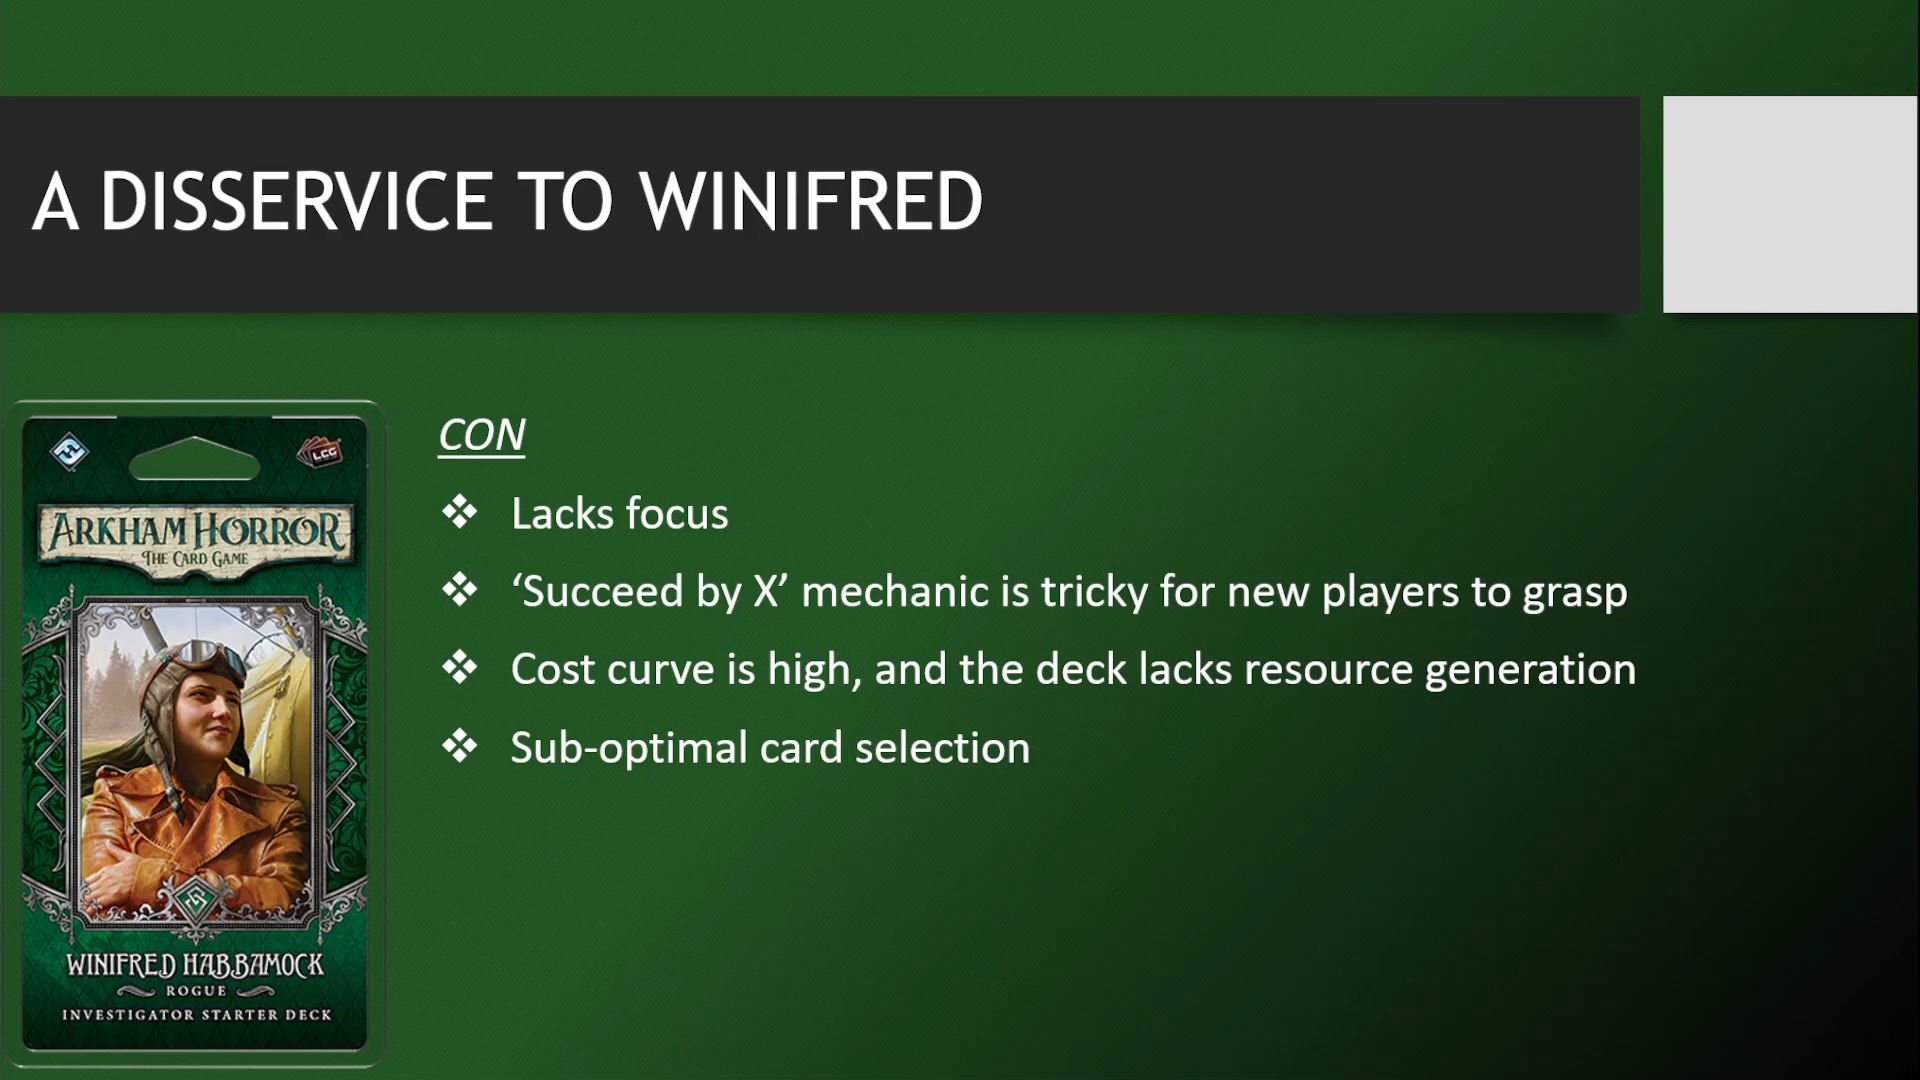 A DISSERVICE TO WINIFRED
CON
Lacks focus
‘Succeed by X’ mechanic is tricky for new players to grasp
Cost curve is high, and the deck lacks resource generation
Sub-optimal card selection
LCG
ARKHAM HORROR
THE CARD GAME
WINIFRED HABBAMOCK
ROGUE
INVESTIGATOR STARTER DECK